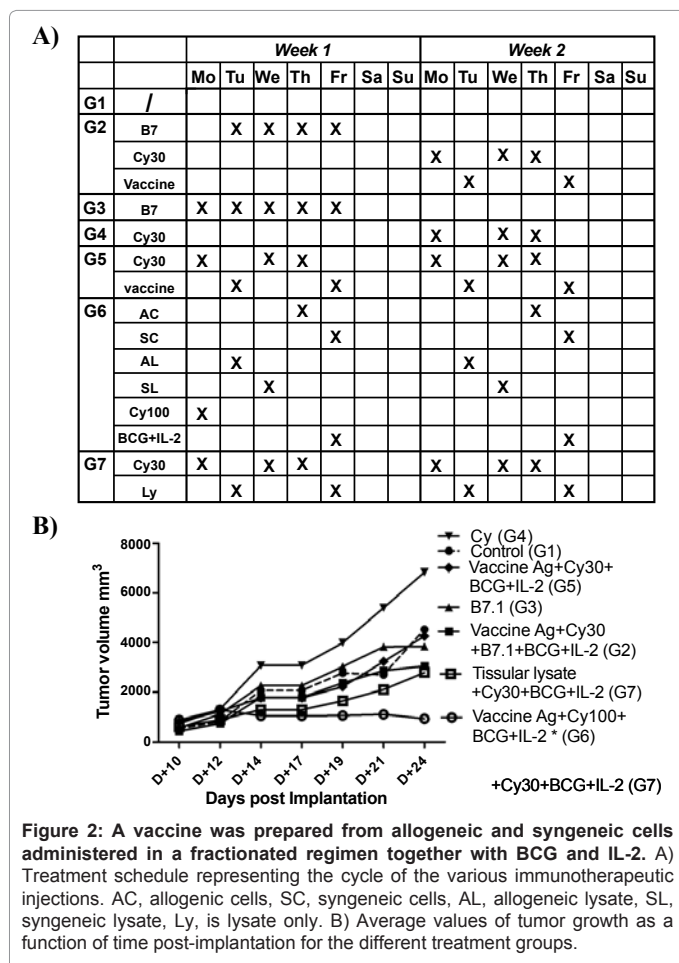 A)
Week 1 Week 2
Mo Tu We Th Fr Sa Su Mo Tu We Th Fr Sa Su
G1 /
G2 B7 X X X X
Cy30 X X X
Vaccine X X
G3 B7 X X X X X
G4 Cy30 X X X
G5 Cy30 X X X X X X
vaccine X X X X
G6 AC X X
SC X X
AL X X
SL X X
Cy100 X
BCG+IL-2 X X
G7 Cy30 X X X X X X
Ly X X X X
B)
8000
6000
4000
2000
0
Tumor volume mm³
D+10 D+12 D+14 D+17 D+19 D+21 D+24
Days post Implantation
Cy (G4)
Control (G1)
Vaccine Ag+Cy30+
BCG+IL-2 (G5)
B7.1 (G3)
Vaccine Ag+Cy30
+B7.1+BCG+IL-2 (G2)
Tissular lysate
+Cy30+BCG+IL-2 (G7)
Vaccine Ag+Cy100+
BCG+IL-2 * (G6)
+Cy30+BCG+IL-2 (G7)
Figure 2: A vaccine was prepared from allogeneic and syngeneic cells
administered in a fractionated regimen together with BCG and IL-2. A)
Treatment schedule representing the cycle of the various immunotherapeutic
injections. AC, allogenic cells, SC, syngeneic cells, AL, allogeneic lysate, SL,
syngeneic lysate, Ly, is lysate only. B) Average values of tumor growth as a
function of time post-implantation for the different treatment groups.